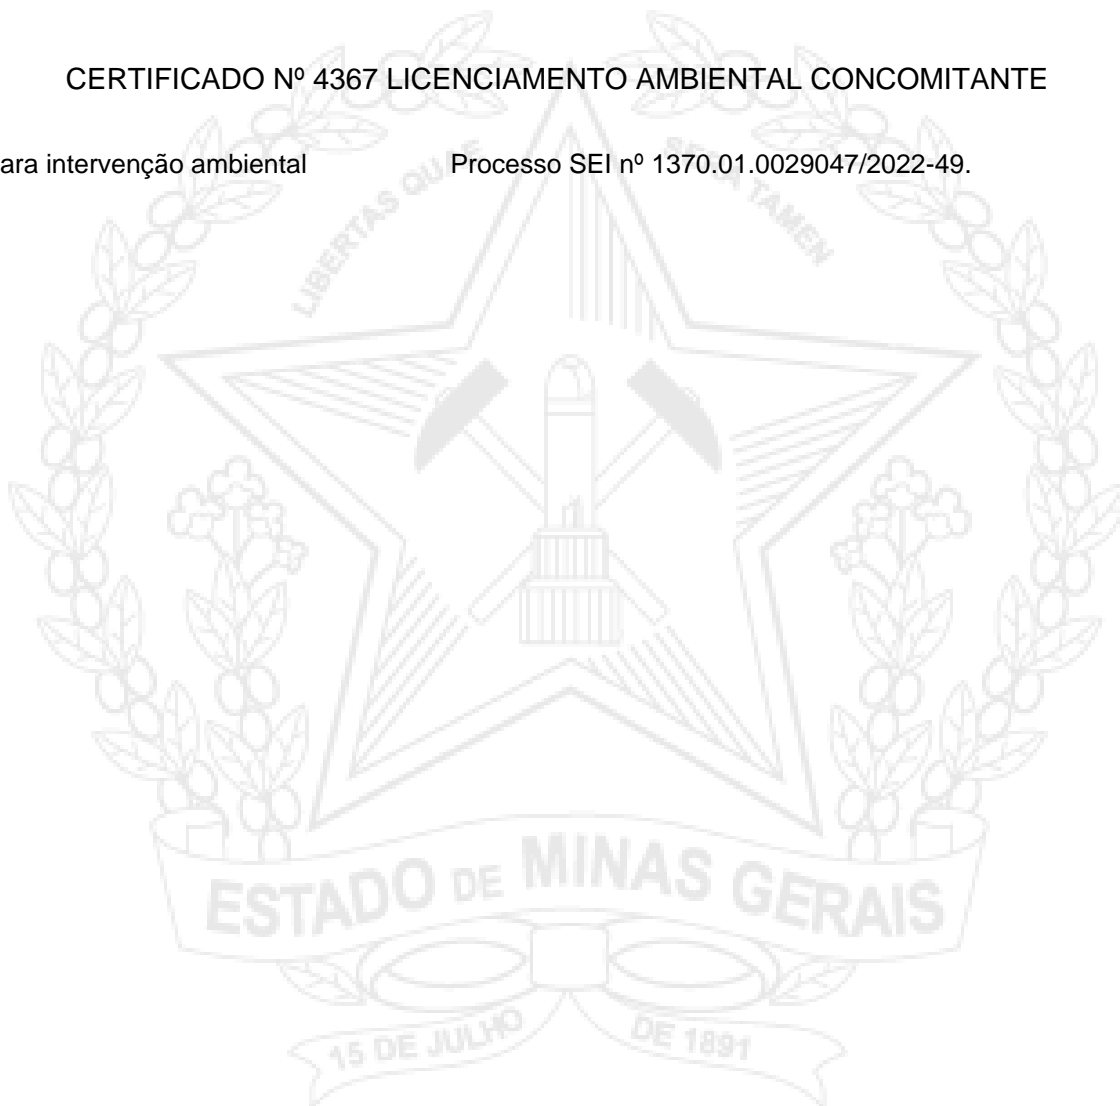 CERTIFICADO Nº 4367 LICENCIAMENTO AMBIENTAL CONCOMITANTE
ara intervenção ambiental Processo SEI nº 1370.01.0029047/2022-49.
LIBERTAS QUÆ SERA TAMEN
ESTADO DE MINAS GERAIS
15 DE JULHO DE 1891